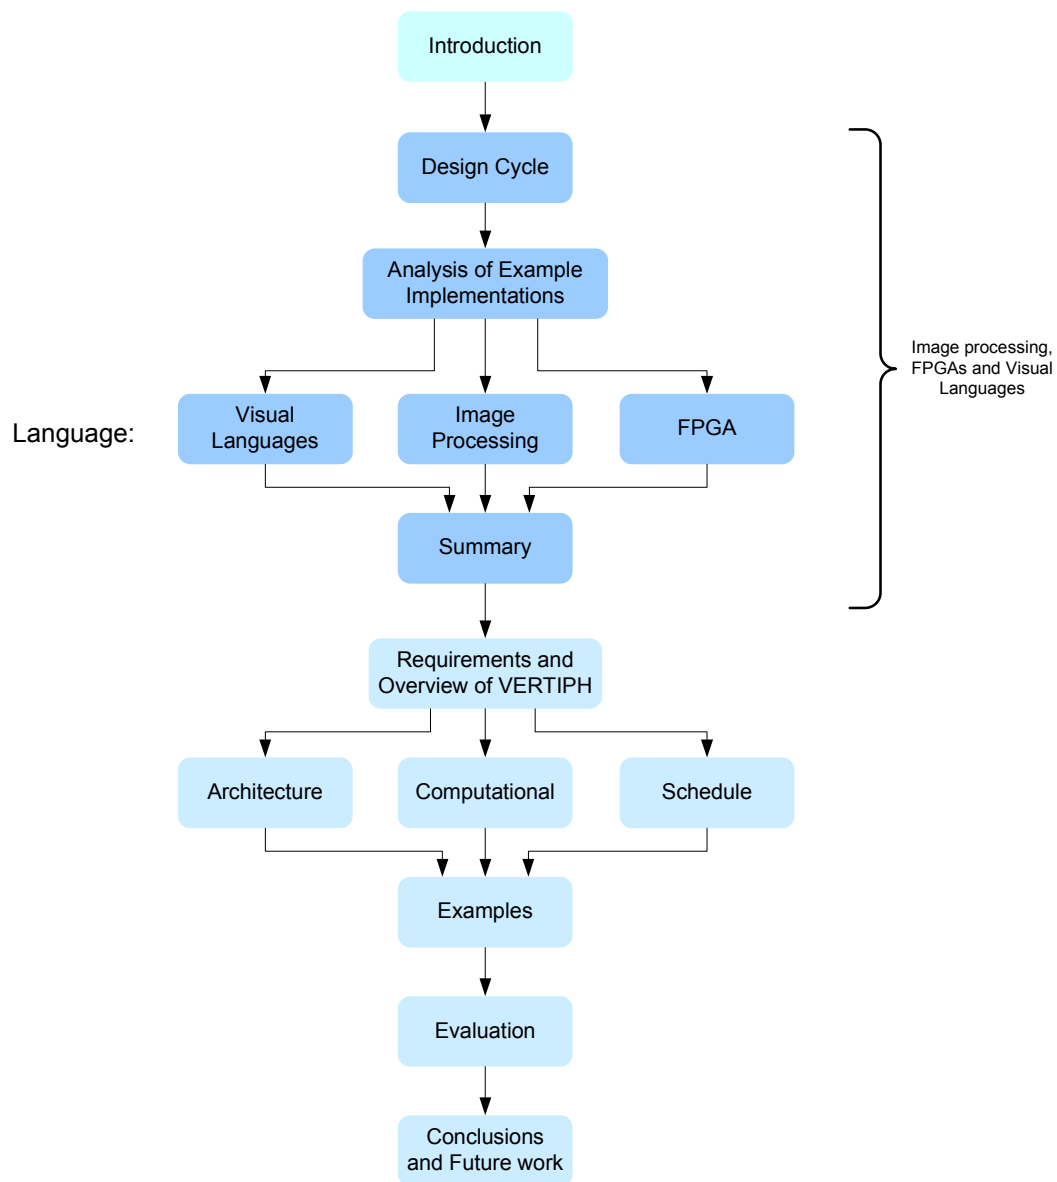 Introduction
Design Cycle
Analysis of Example
Implementations
Image processing,
FPGAs and Visual
Languages
Language:
Visual
Languages
Image
Processing
FPGA
Summary
Requirements and
Overview of VERTIPH
Architecture
Computational
Schedule
Examples
Evaluation
Conclusions
and Future work